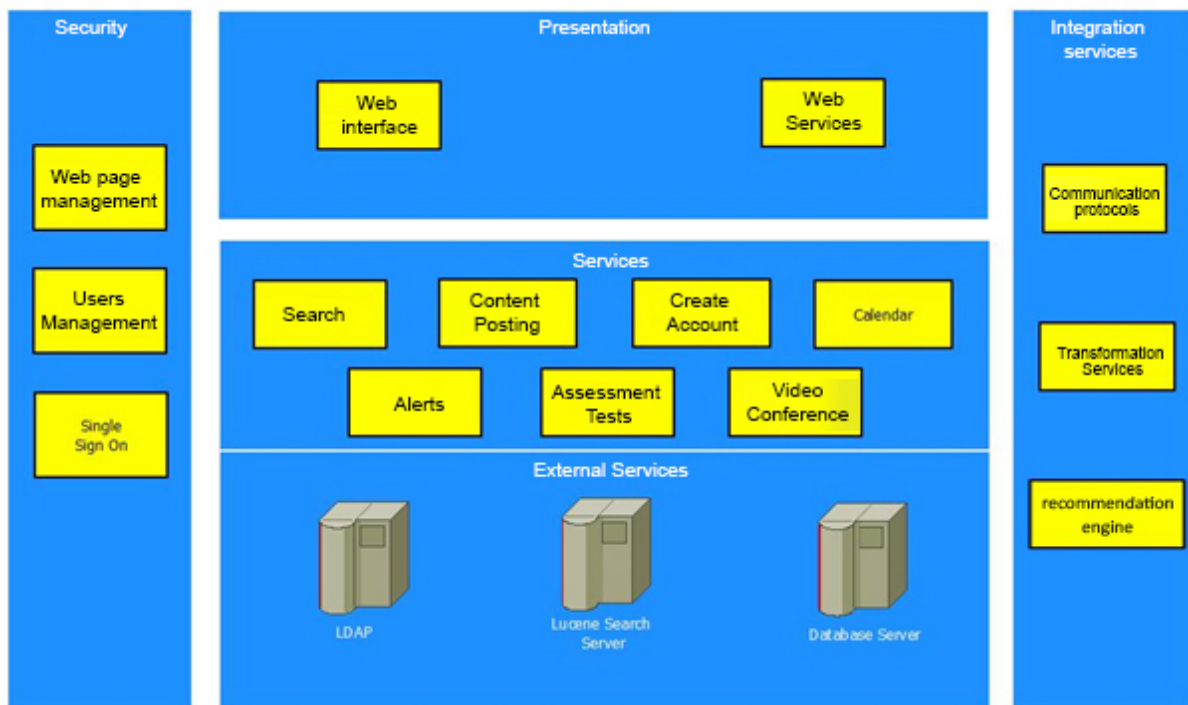 Security
Web page
management
Users
Management
Single
Sign On
Presentation
Web
interface
Web
Services
Services
Search
Content
Posting
Create
Account
Calendar
Alerts
Assessment
Tests
Video
Conference
External Services
LDAP
Lucene Search
Server
Database Server
Integration
services
Communication
protocols
Transformation
Services
recommendation
engine